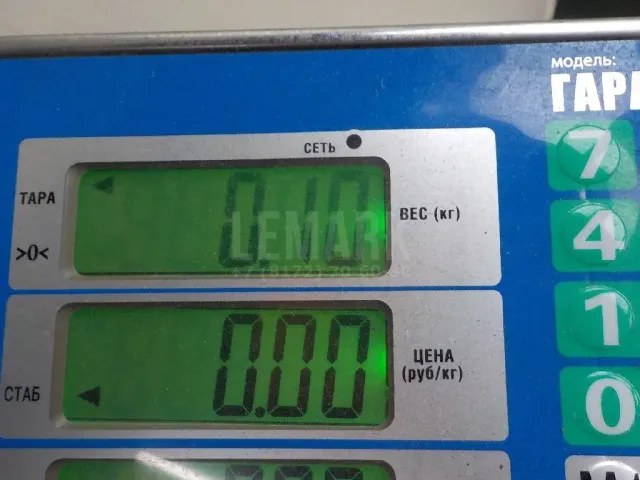 модель:
СЕТЬ
ТАРА
0.10
ВЕС (кг)
>0<
LEMARK
7
4
1
0
0.00
ЦЕНА
(руб/кг)
СТАБ